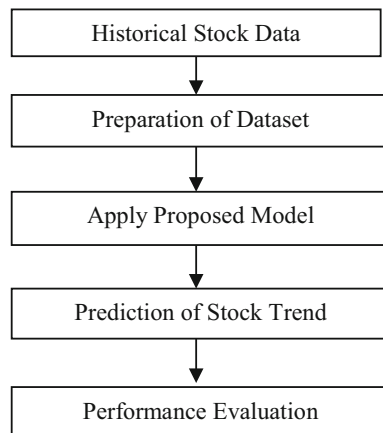 Historical Stock Data
Preparation of Dataset
Apply Proposed Model
Prediction of Stock Trend
Performance Evaluation